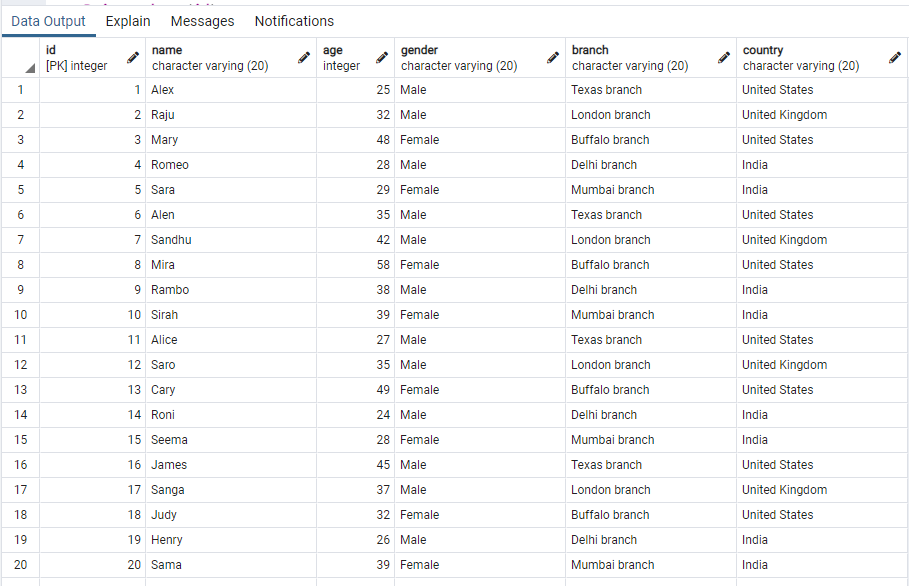 Data Output Explain Messages Notifications
id name age gender branch country
[PK] integer character varying (20) integer character varying (20) character varying (20) character varying (20)
1 1 Alex 25 Male Texas branch United States
2 2 Raju 32 Male London branch United Kingdom
3 3 Mary 48 Female Buffalo branch United States
4 4 Romeo 28 Male Delhi branch India
5 5 Sara 29 Female Mumbai branch India
6 6 Alen 35 Male Texas branch United States
7 7 Sandhu 42 Male London branch United Kingdom
8 8 Mira 58 Female Buffalo branch United States
9 9 Rambo 38 Male Delhi branch India
10 10 Sirah 39 Female Mumbai branch India
11 11 Alice 27 Male Texas branch United States
12 12 Saro 35 Male London branch United Kingdom
13 13 Cary 49 Female Buffalo branch United States
14 14 Roni 24 Male Delhi branch India
15 15 Seema 28 Female Mumbai branch India
16 16 James 45 Male Texas branch United States
17 17 Sanga 37 Male London branch United Kingdom
18 18 Judy 32 Female Buffalo branch United States
19 19 Henry 26 Male Delhi branch India
20 20 Sama 39 Female Mumbai branch India